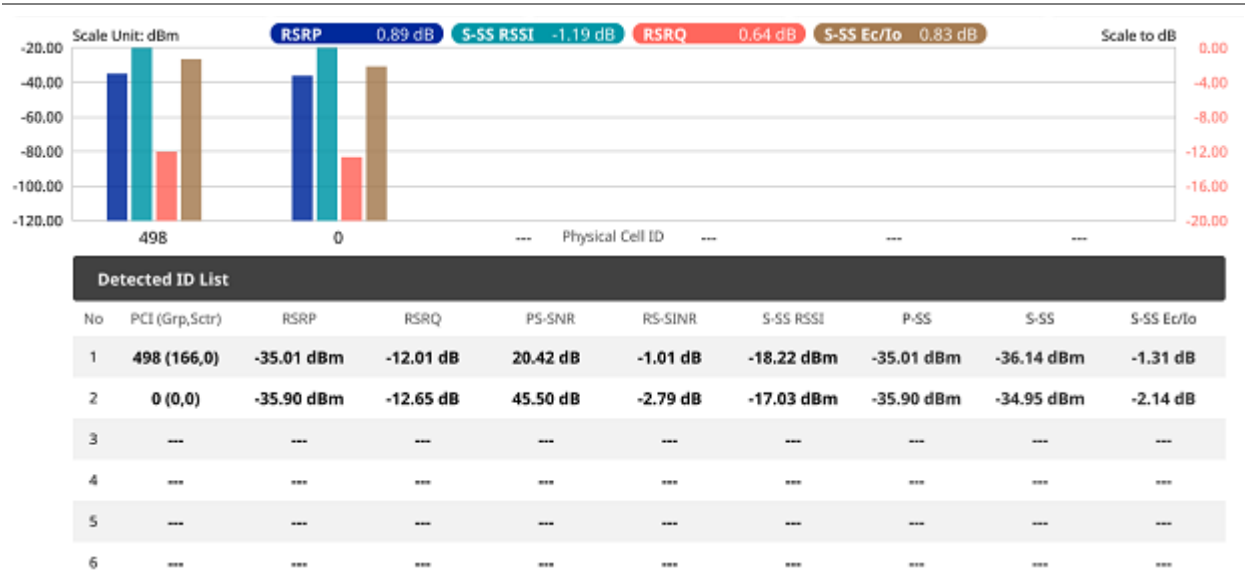 Scale Unit: dBm RSRP 0.89 dB S-SS RSSI -1.19 dB RSRQ 0.64 dB S-SS Ec/Io 0.83 dB Scale to dB
-20.00 0.00
-40.00 -4.00
-60.00 -8.00
-80.00 -12.00
-100.00 -16.00
-120.00 -20.00
498 0 --- Physical Cell ID --- --- ---
Detected ID List
No PCI (Grp,Sctr) RSRP RSRQ PS-SNR RS-SINR S-SS RSSI P-SS S-SS S-SS Ec/Io
1 498 (166,0) -35.01 dBm -12.01 dB 20.42 dB -1.01 dB -18.22 dBm -35.01 dBm -36.14 dBm -1.31 dB
2 0 (0,0) -35.90 dBm -12.65 dB 45.50 dB -2.79 dB -17.03 dBm -35.90 dBm -34.95 dBm -2.14 dB
3 --- --- --- --- --- --- --- --- ---
4 --- --- --- --- --- --- --- --- ---
5 --- --- --- --- --- --- --- --- ---
6 --- --- --- --- --- --- --- --- ---